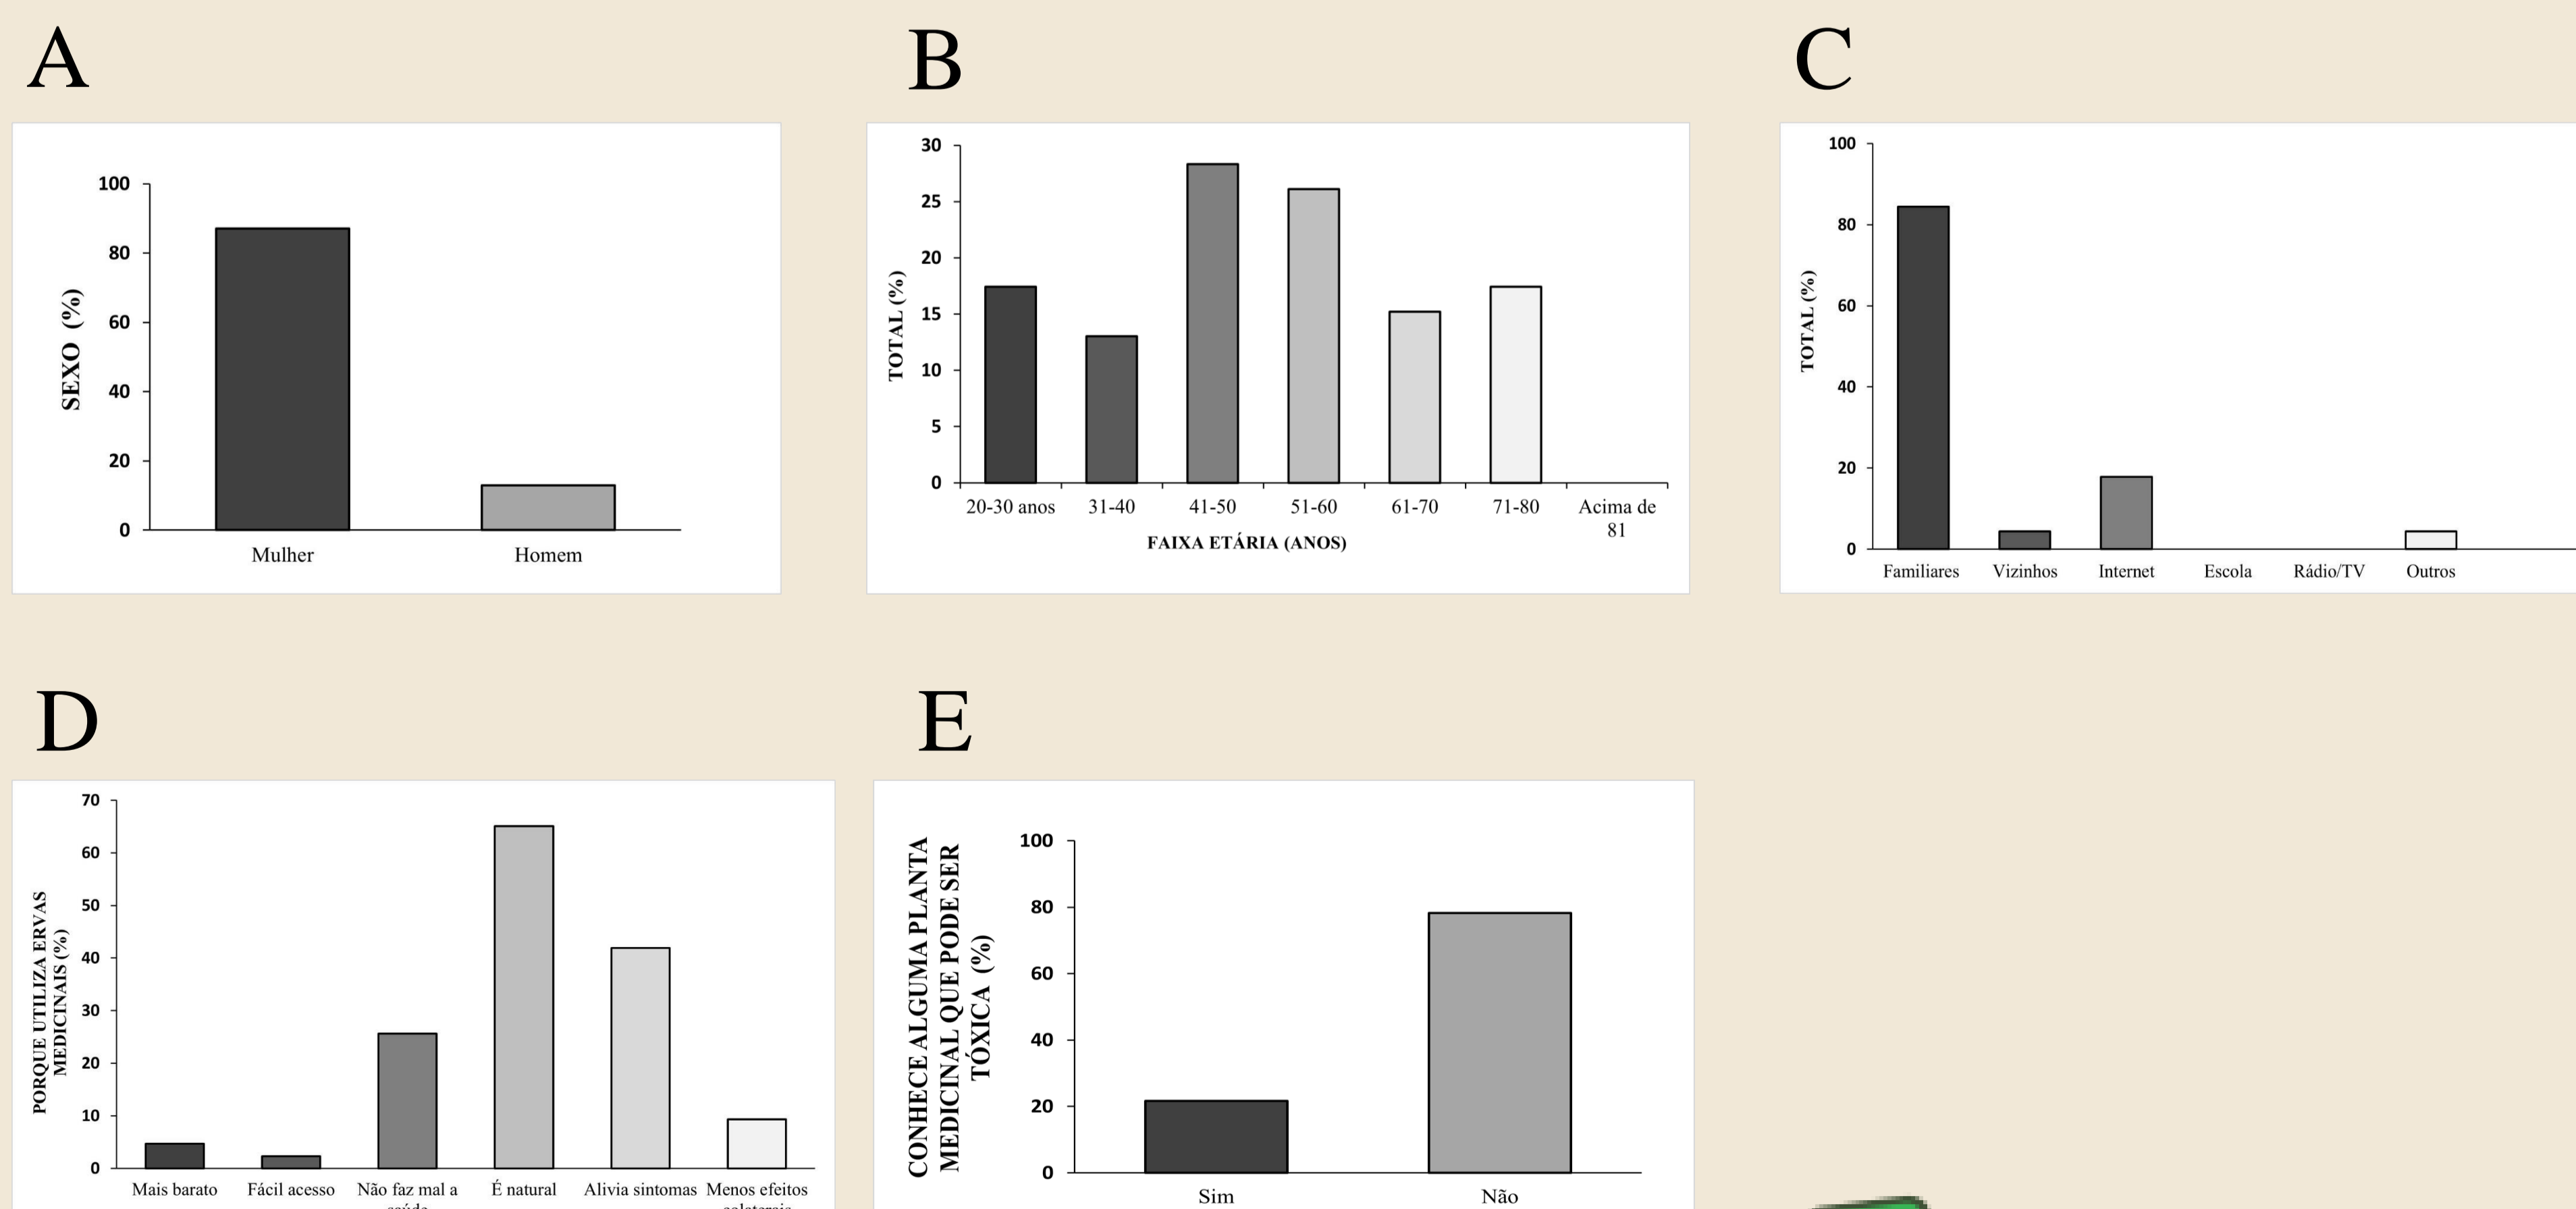 A
B
C
100
80
60
40
20
0
SEXO (%)
Mulher
Homem
30
25
20
15
10
5
0
TOTAL (%)
20-30 anos
31-40
41-50
51-60
61-70
71-80
Acima de
81
FAIXA ETÁRIA (ANOS)
100
80
60
40
20
0
TOTAL (%)
Familiares
Vizinhos
Internet
Escola
Rádio/TV
Outros
D
E
70
60
50
40
30
20
10
0
PORQUE UTILIZA ERVAS
MEDICINAIS (%)
Mais barato
Fácil acesso
Não faz mal a
saúde
É natural
Alivia sintomas
Menos efeitos
colaterais
100
80
60
40
20
0
CONHECE ALGUMA PLANTA
MEDICINAL QUE PODE SER
TÓXICA (%)
Sim
Não